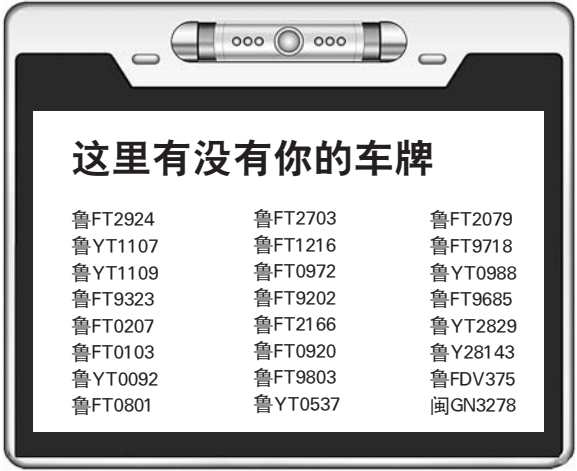 这里有没有你的车牌
鲁FT2924
鲁YT1107
鲁YT1109
鲁FT9323
鲁FT0207
鲁FT0103
鲁YT0092
鲁FT0801
鲁FT2703
鲁FT1216
鲁FT0972
鲁FT9202
鲁FT2166
鲁FT0920
鲁FT9803
鲁YT0537
鲁FT2079
鲁FT9718
鲁YT0988
鲁FT9685
鲁YT2829
鲁Y28143
鲁FDV375
闽GN3278